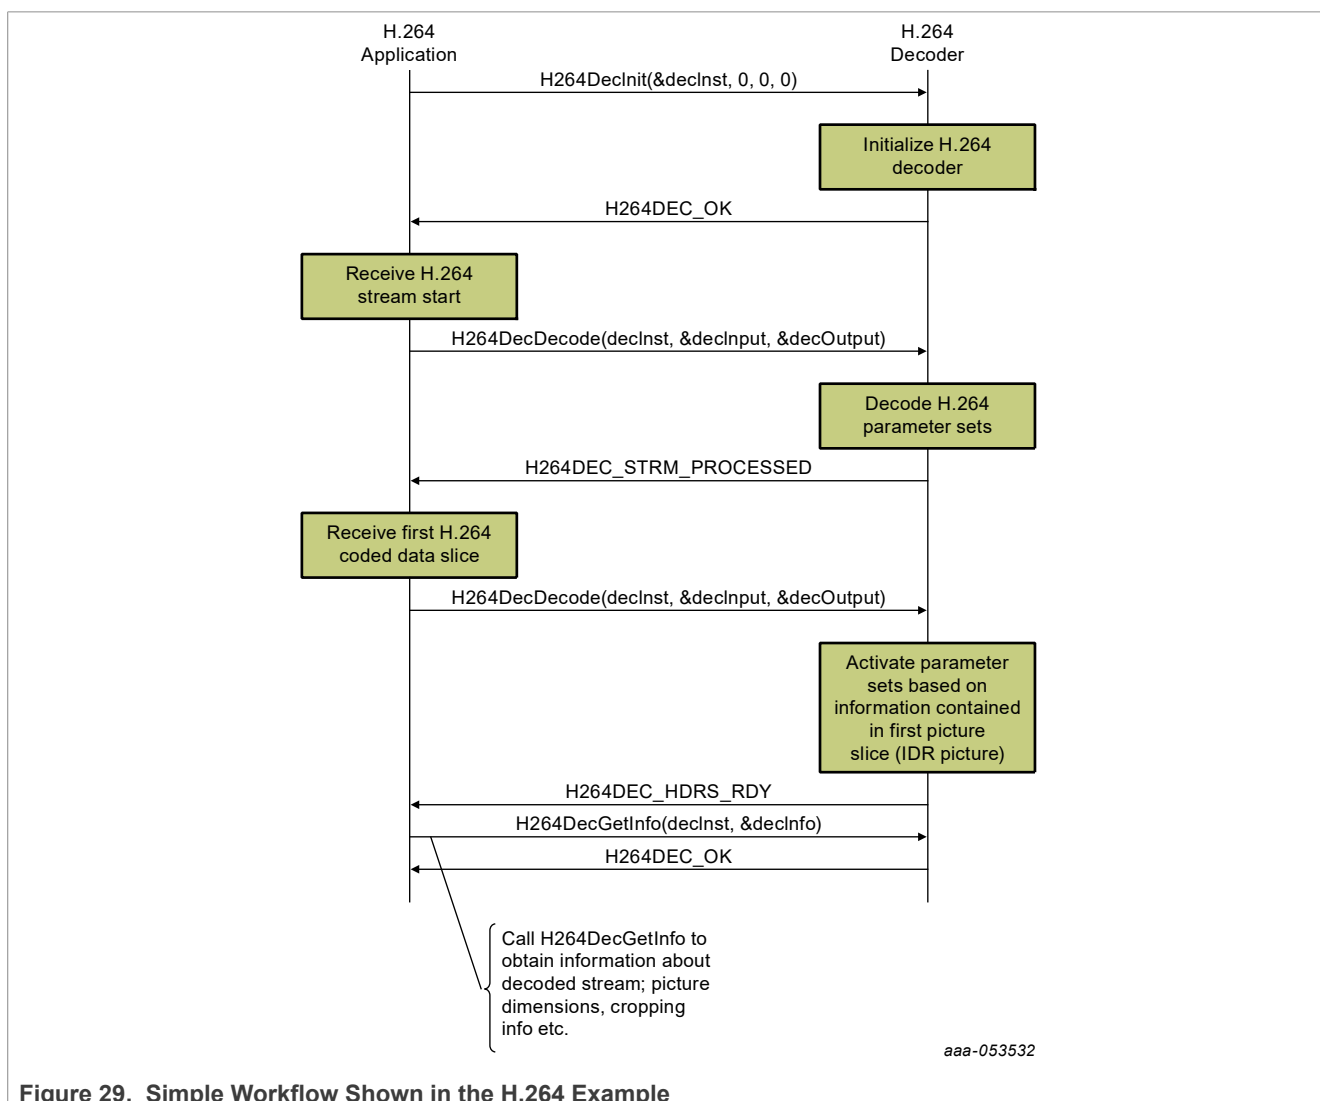 H.264
Application
H.264
Decoder
H264DecInit(&decInst, 0, 0, 0)
Initialize H.264
decoder
H264DEC_OK
Receive H.264
stream start
H264DecDecode(decInst, &decInput, &decOutput)
Decode H.264
parameter sets
H264DEC_STRM_PROCESSED
Receive first H.264
coded data slice
H264DecDecode(decInst, &decInput, &decOutput)
Activate parameter
sets based on
information contained
in first picture
slice (IDR picture)
H264DEC_HDRS_RDY
H264DecGetInfo(decInst, &decInfo)
H264DEC_OK
Call H264DecGetInfo to
obtain information about
decoded stream; picture
dimensions, cropping
info etc.
aaa-053532
Figure 29. Simple Workflow Shown in the H.264 Example